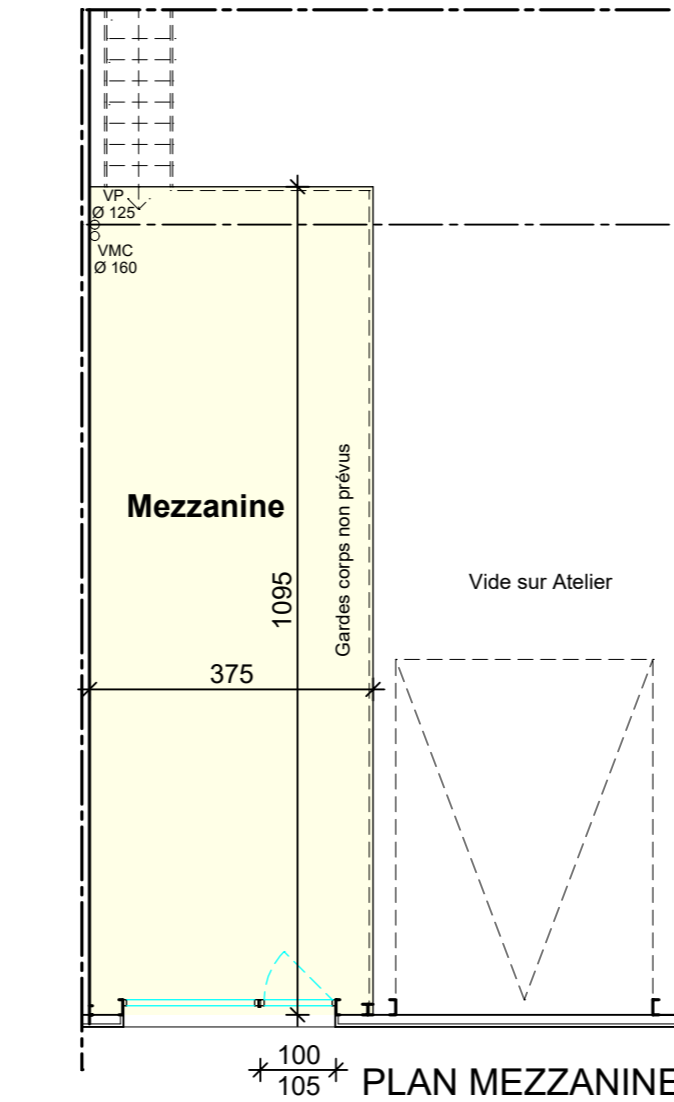 VP
Ø 125
VMC
Ø 160
Mezzanine
Gardes corps non prévus
1095
Vide sur Atelier
375
100
105
PLAN MEZZANINE